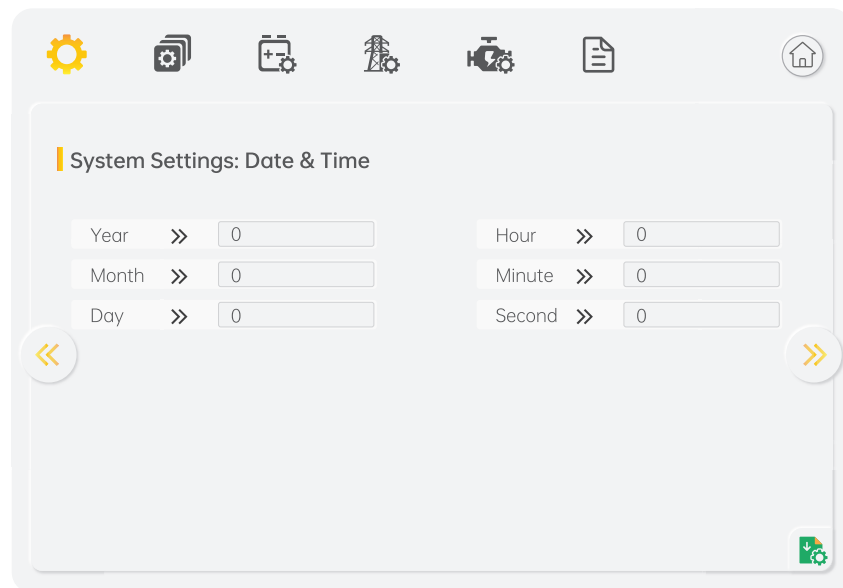 System Settings: Date & Time
Year 0 Hour 0
Month 0 Minute 0
Day 0 Second 0